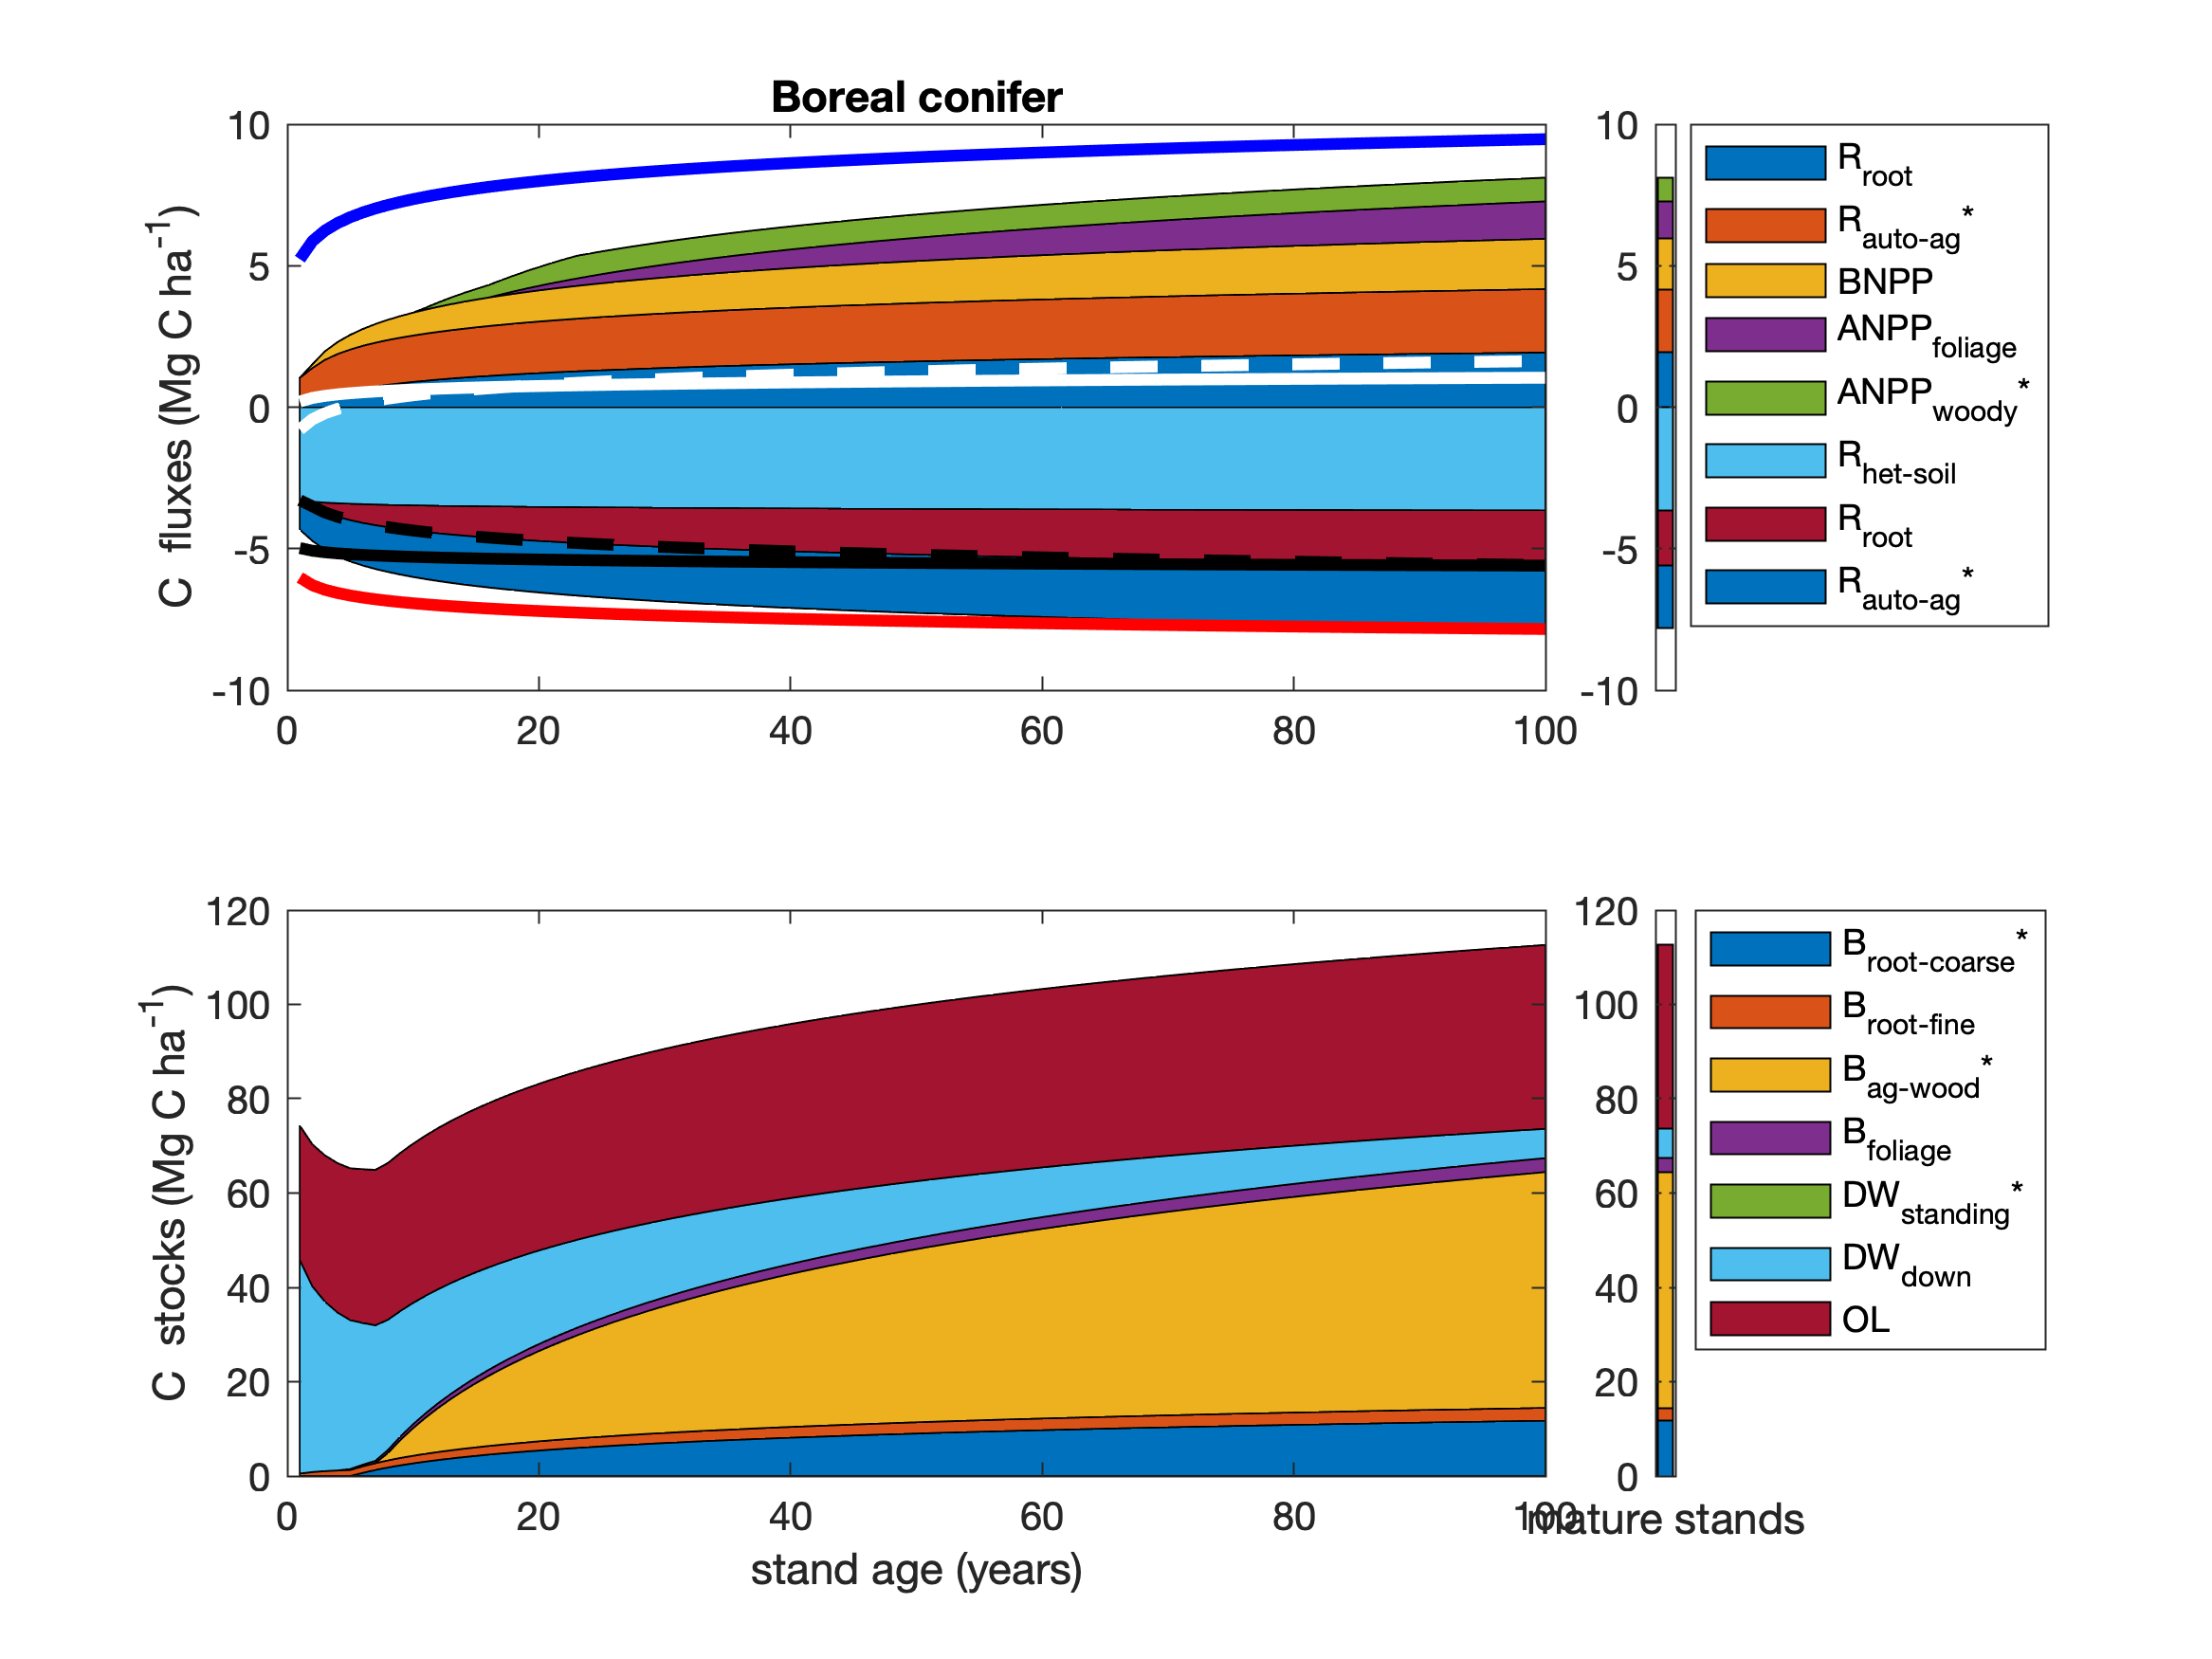 Boreal conifer
C fluxes (Mg C ha-1)
10
5
0
-5
-10
0 20 40 60 80 100
10
5
0
-5
-10
Rroot
Rauto-ag*
BNPP
ANPPfoliage
ANPPwoody*
Rhet-soil
Rroot
Rauto-ag*
C stocks (Mg C ha-1)
120
100
80
60
40
20
0
0 20 40 60 80 100
stand age (years)
120
100
80
60
40
20
0
mature stands
Broot-coarse*
Broot-fine
Bag-wood*
Bfoliage
DWstanding*
DWdown
OL